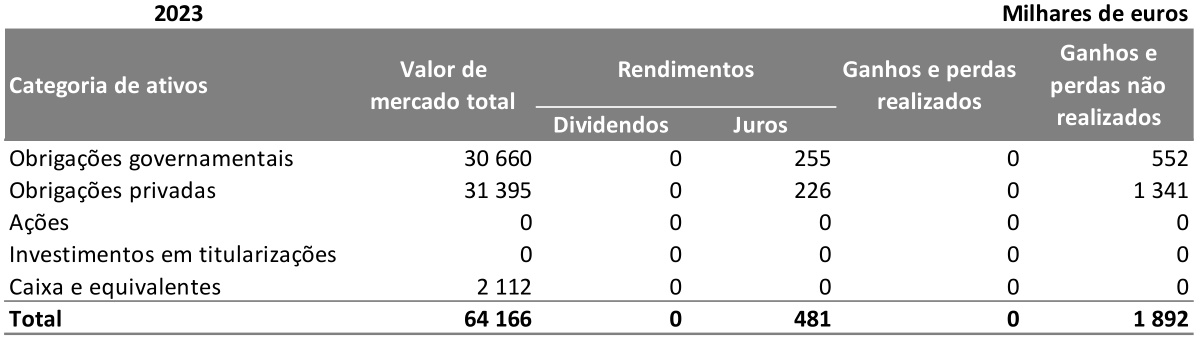 2023 Milhares de euros
Categoria de ativos Valor de mercado total Rendimentos Ganhos e perdas realizados Ganhos e perdas não realizados
Dividendos Juros
Obrigações governamentais 30 660 0 255 0 552
Obrigações privadas 31 395 0 226 0 1 341
Ações 0 0 0 0 0
Investimentos em titularizações 0 0 0 0 0
Caixa e equivalentes 2 112 0 0 0 0
Total 64 166 0 481 0 1 892